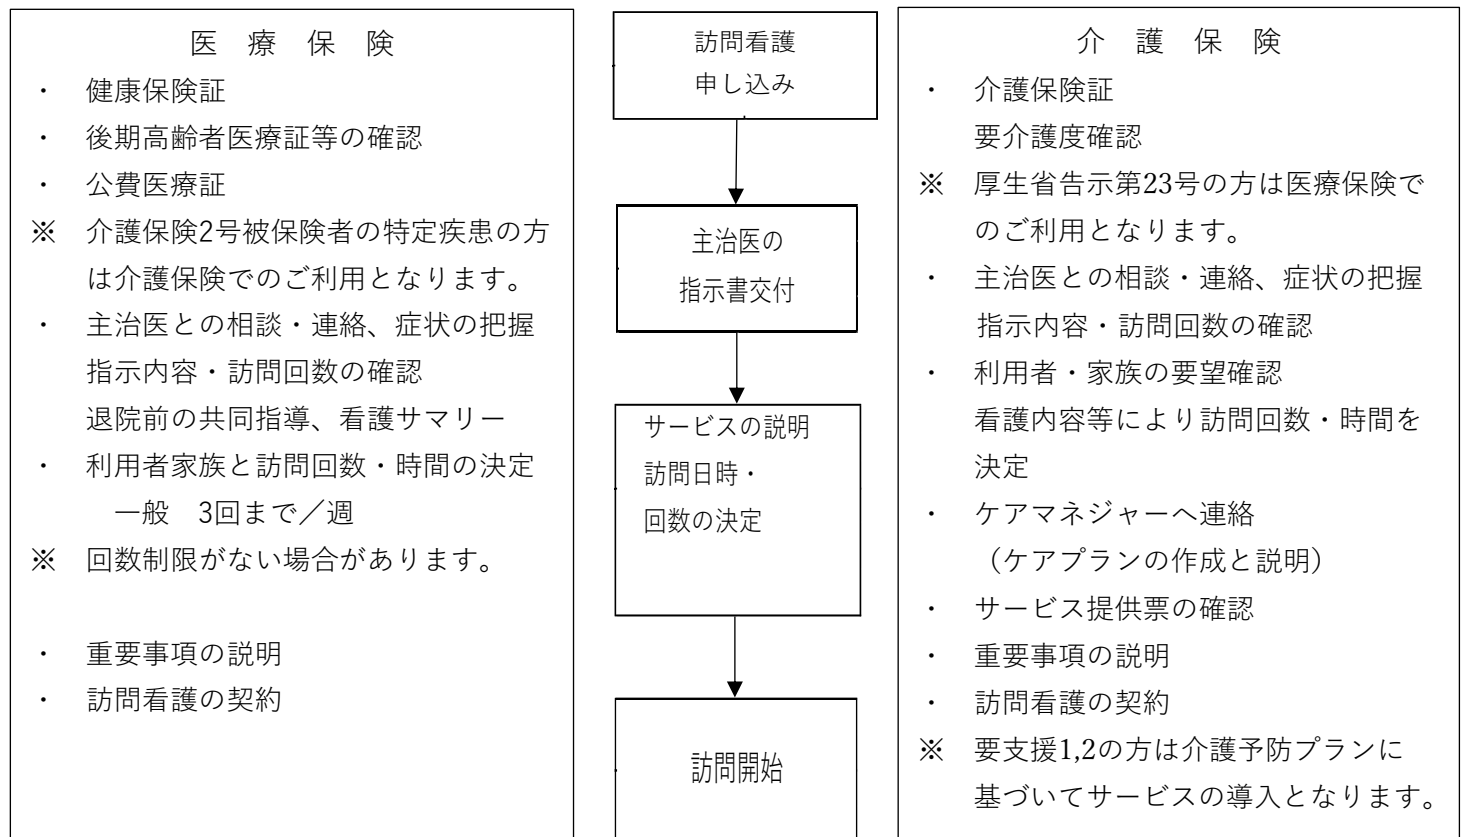 医 療 保 険
・ 健康保険証
・ 後期高齢者医療証等の確認
・ 公費医療証
※ 介護保険2号被保険者の特定疾患の方
は介護保険でのご利用となります。
・ 主治医との相談・連絡、症状の把握
指示内容・訪問回数の確認
退院前の共同指導、看護サマリー
・ 利用者家族と訪問回数・時間の決定
一般 3回まで／週
※ 回数制限がない場合があります。
・ 重要事項の説明
・ 訪問看護の契約
訪問看護
申し込み
主治医の
指示書交付
サービスの説明
訪問日時・
回数の決定
訪問開始
介 護 保 険
・ 介護保険証
要介護度確認
※ 厚生省告示第23号の方は医療保険で
のご利用となります。
・ 主治医との相談・連絡、症状の把握
指示内容・訪問回数の確認
・ 利用者・家族の要望確認
看護内容等により訪問回数・時間を
決定
・ ケアマネジャーへ連絡
（ケアプランの作成と説明）
・ サービス提供票の確認
・ 重要事項の説明
・ 訪問看護の契約
※ 要支援1,2の方は介護予防プランに
基づいてサービスの導入となります。